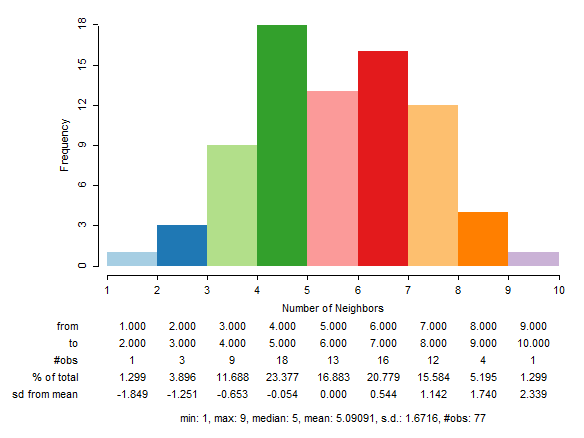 18
15
12
9
6
3
0
Frequency
1 2 3 4 5 6 7 8 9 10
Number of Neighbors
from 1.000 2.000 3.000 4.000 5.000 6.000 7.000 8.000 9.000
to 2.000 3.000 4.000 5.000 6.000 7.000 8.000 9.000 10.000
#obs 1 3 9 18 13 16 12 4 1
% of total 1.299 3.896 11.688 23.377 16.883 20.779 15.584 5.195 1.299
sd from mean -1.849 -1.251 -0.653 -0.054 0.000 0.544 1.142 1.740 2.339
min: 1, max: 9, median: 5, mean: 5.09091, s.d.: 1.6716, #obs: 77